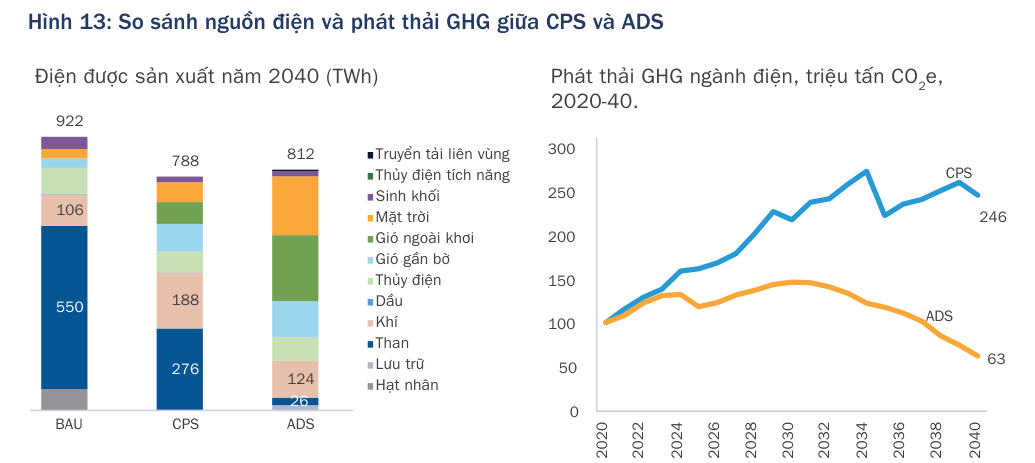 Hình 13: So sánh nguồn điện và phát thải GHG giữa CPS và ADS
Điện được sản xuất năm 2040 (TWh)
922
788
812
106
550
188
276
124
26
BAU
CPS
ADS
Truyền tải liên vùng
Thủy điện tích năng
Sinh khối
Mặt trời
Gió ngoài khơi
Gió gần bờ
Thủy điện
Dầu
Khí
Than
Lưu trữ
Hạt nhân
Phát thải GHG ngành điện, triệu tấn CO2e,
2020-40.
300
250
200
150
100
50
0
CPS
246
ADS
63
2020
2022
2024
2026
2028
2030
2032
2034
2036
2038
2040